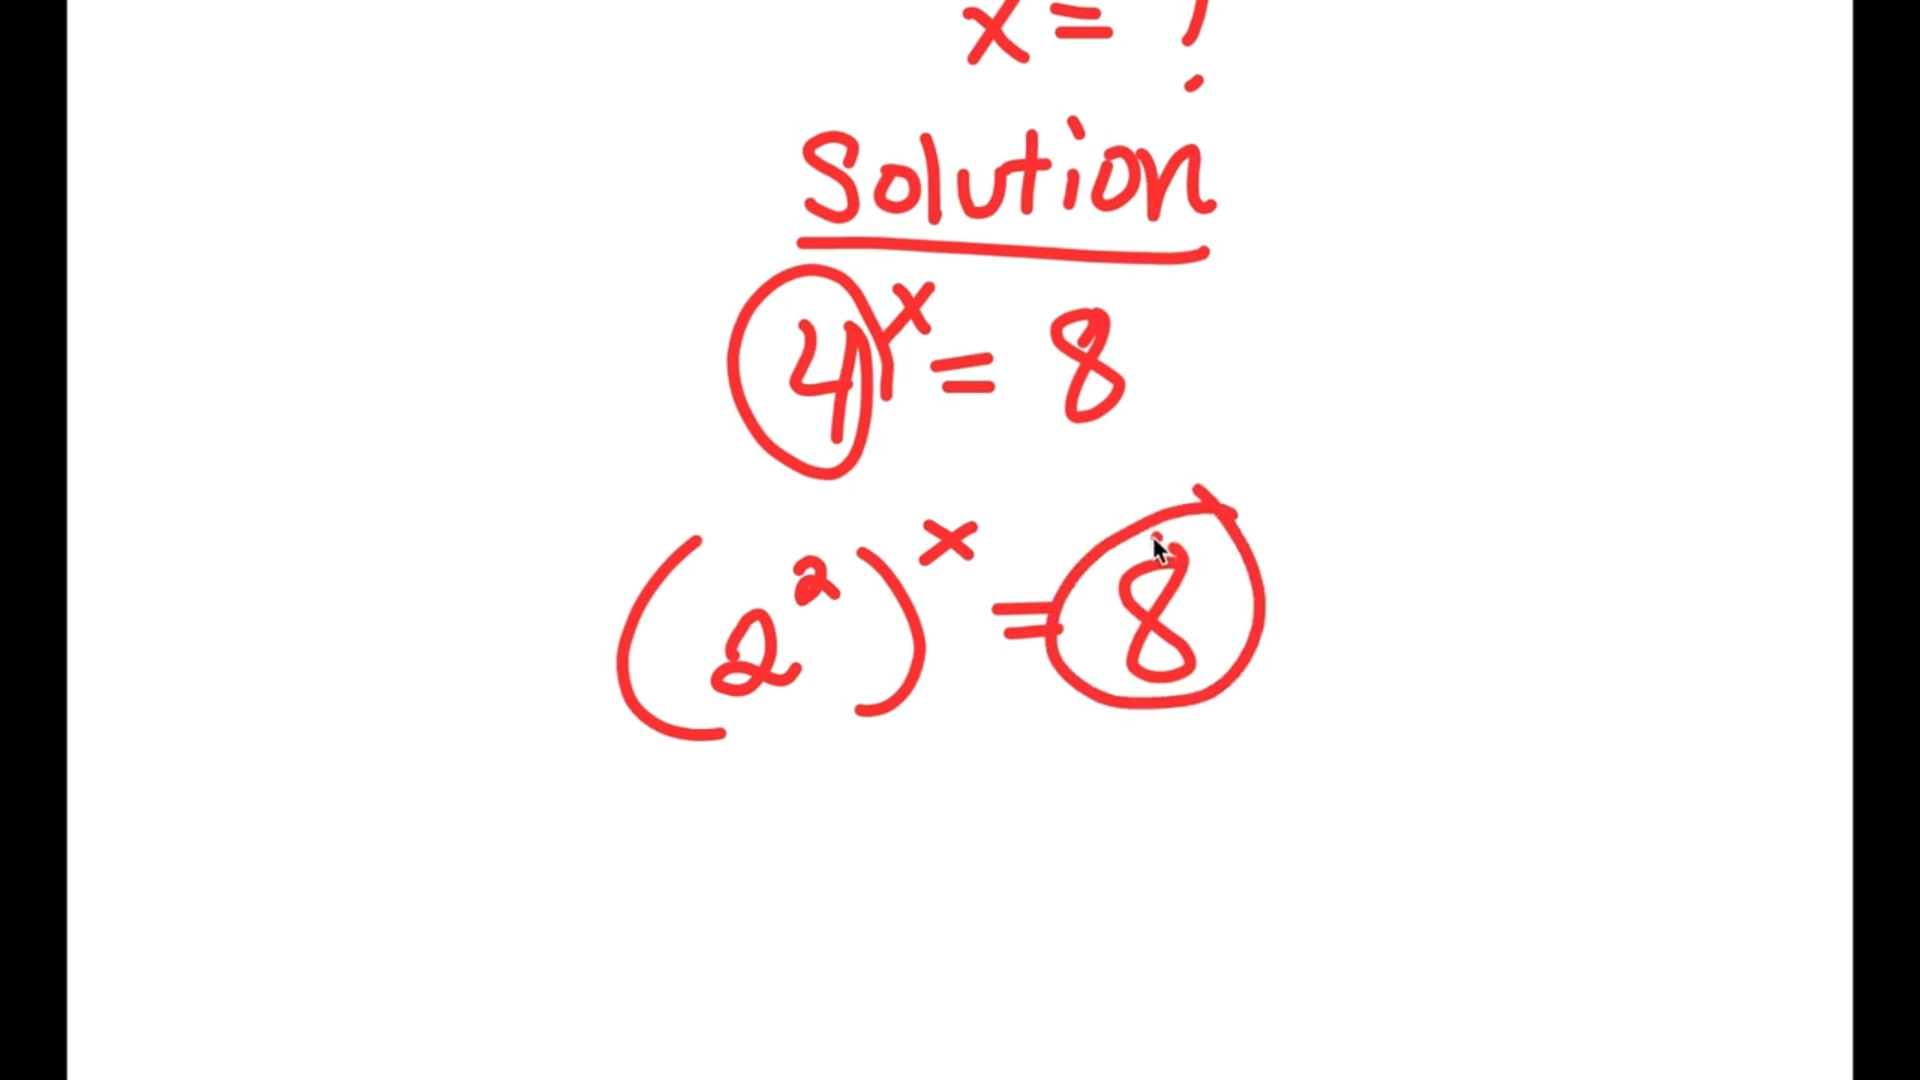 x = ?
Solution
4^x = 8
(2^2)^x = 8